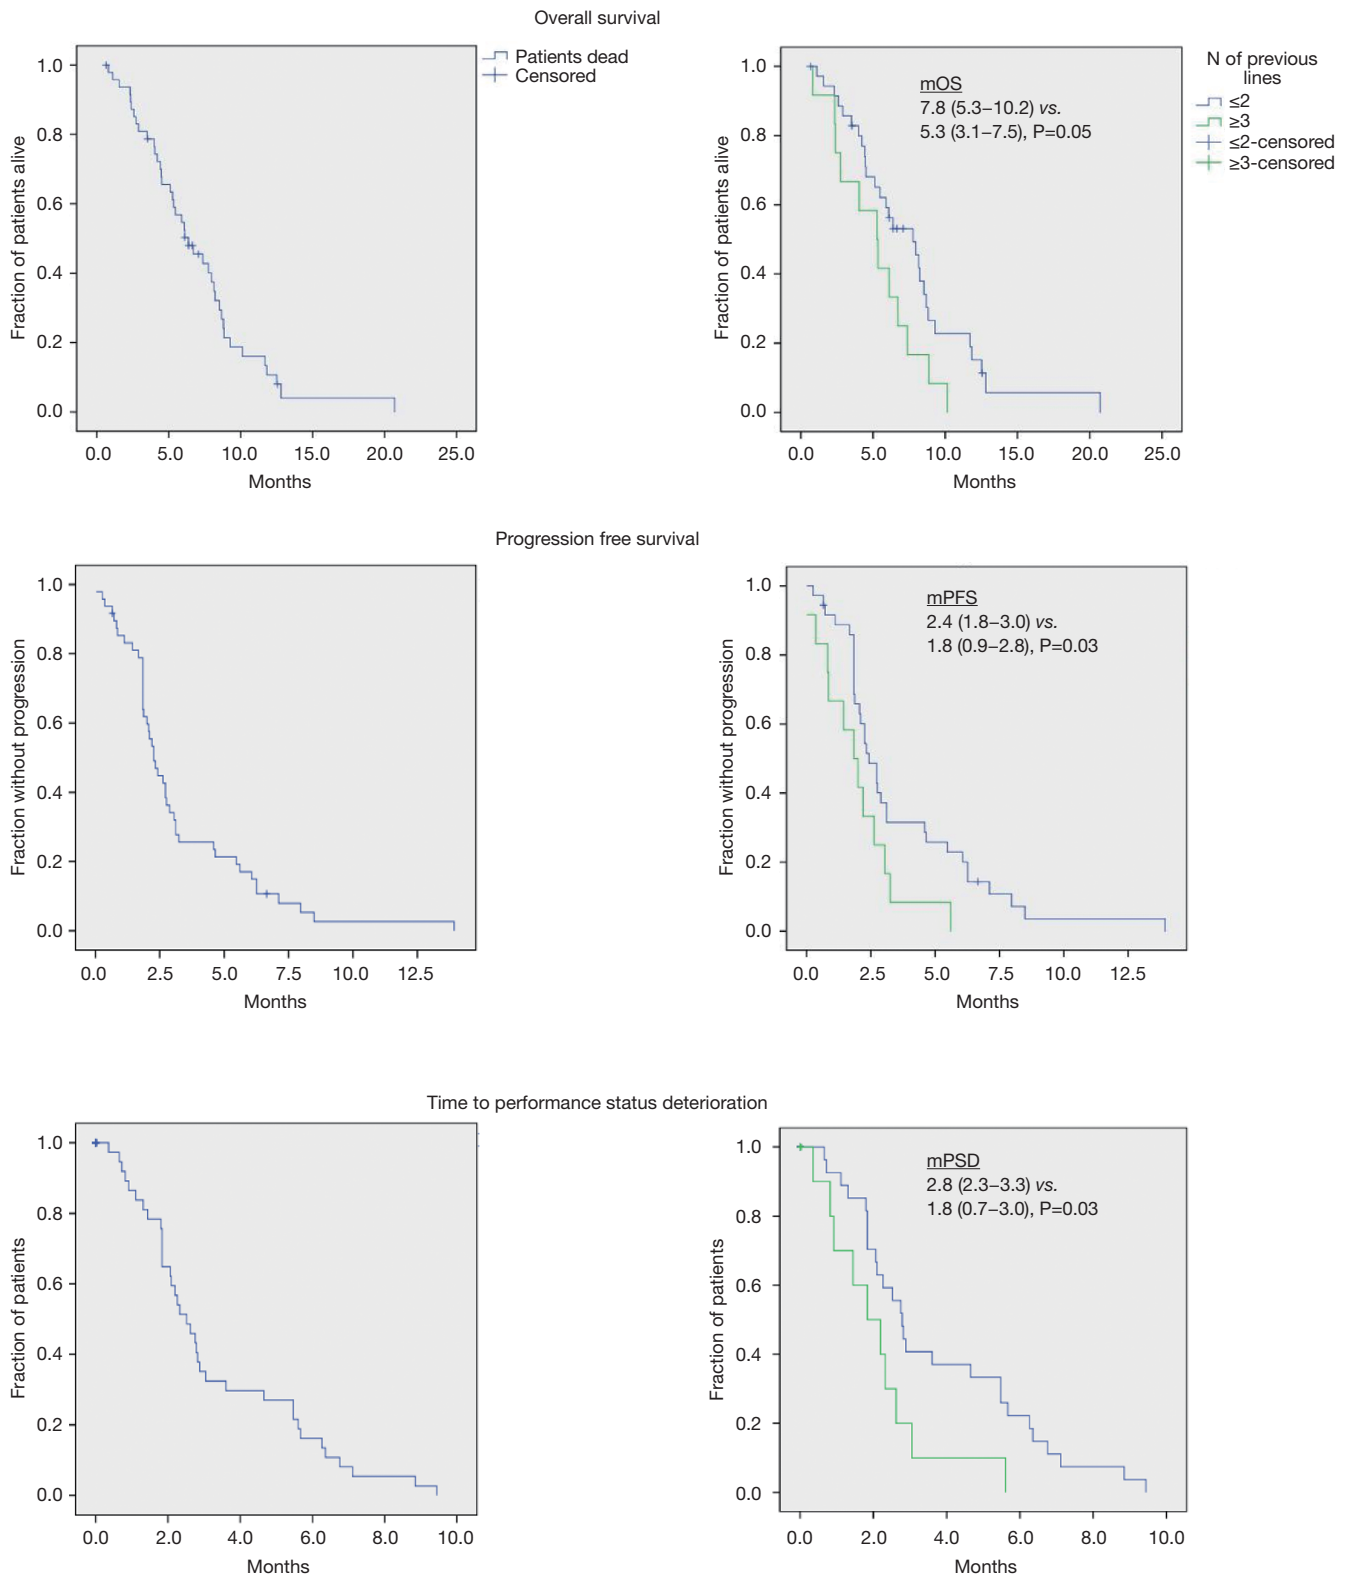 Overall survival
Patients dead
Censored
Fraction of patients alive
1.0
0.8
0.6
0.4
0.2
0.0
0.0 5.0 10.0 15.0 20.0 25.0
Months
mOS
7.8 (5.3–10.2) vs.
5.3 (3.1–7.5), P=0.05
N of previous
lines
≤2
≥3
≤2-censored
≥3-censored
Fraction of patients alive
1.0
0.8
0.6
0.4
0.2
0.0
0.0 5.0 10.0 15.0 20.0 25.0
Months
Progression free survival
Fraction without progression
1.0
0.8
0.6
0.4
0.2
0.0
0.0 2.5 5.0 7.5 10.0 12.5
Months
mPFS
2.4 (1.8–3.0) vs.
1.8 (0.9–2.8), P=0.03
Fraction without progression
1.0
0.8
0.6
0.4
0.2
0.0
0.0 2.5 5.0 7.5 10.0 12.5
Months
Time to performance status deterioration
Fraction of patients
1.0
0.8
0.6
0.4
0.2
0.0
0.0 2.0 4.0 6.0 8.0 10.0
Months
mPSD
2.8 (2.3–3.3) vs.
1.8 (0.7–3.0), P=0.03
Fraction of patients
1.0
0.8
0.6
0.4
0.2
0.0
0.0 2.0 4.0 6.0 8.0 10.0
Months